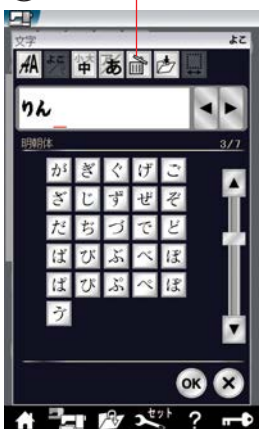 文字 よこ
AA 小大中 あ
りん
明朝体 3/7
が ぎ ぐ げ ご
ざ じ ず ぜ ぞ
だ ぢ づ で ど
ば び ぶ べ ぼ
ぱ ぴ ぷ ぺ ぽ
ゔ
OK
セット ?